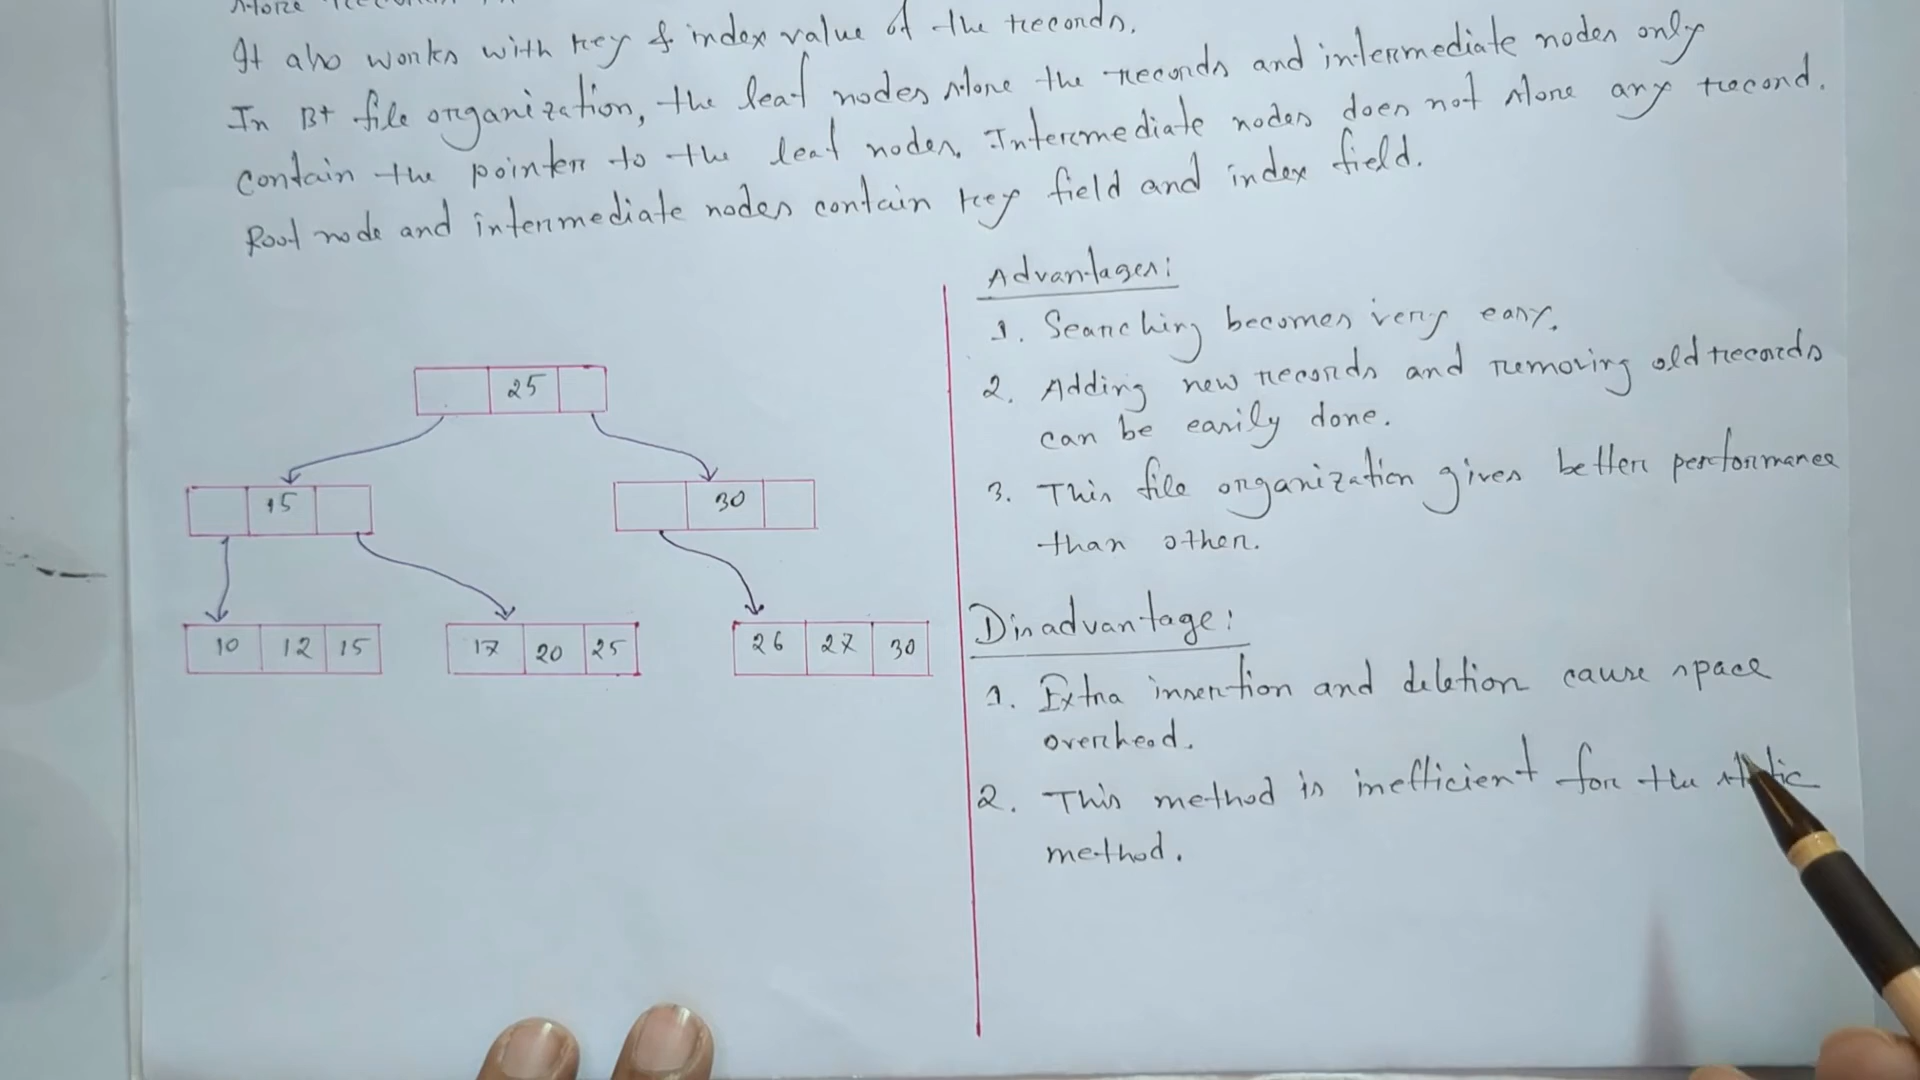 It also works with key & index value of the records.
In B+ file organization, the leaf nodes store the records and intermediate nodes only
contain the pointer to the leaf nodes. Intermediate nodes does not store any record.
Root node and intermediate nodes contain key field and index field.
25
15
30
10 12 15
17 20 25
26 27 30
Advantages:
1. Searching becomes very easy.
2. Adding new records and removing old records
can be easily done.
3. This file organization gives better performance
than other.
Disadvantage:
1. Extra insertion and deletion cause space
overhead.
2. This method is inefficient for the static
method.